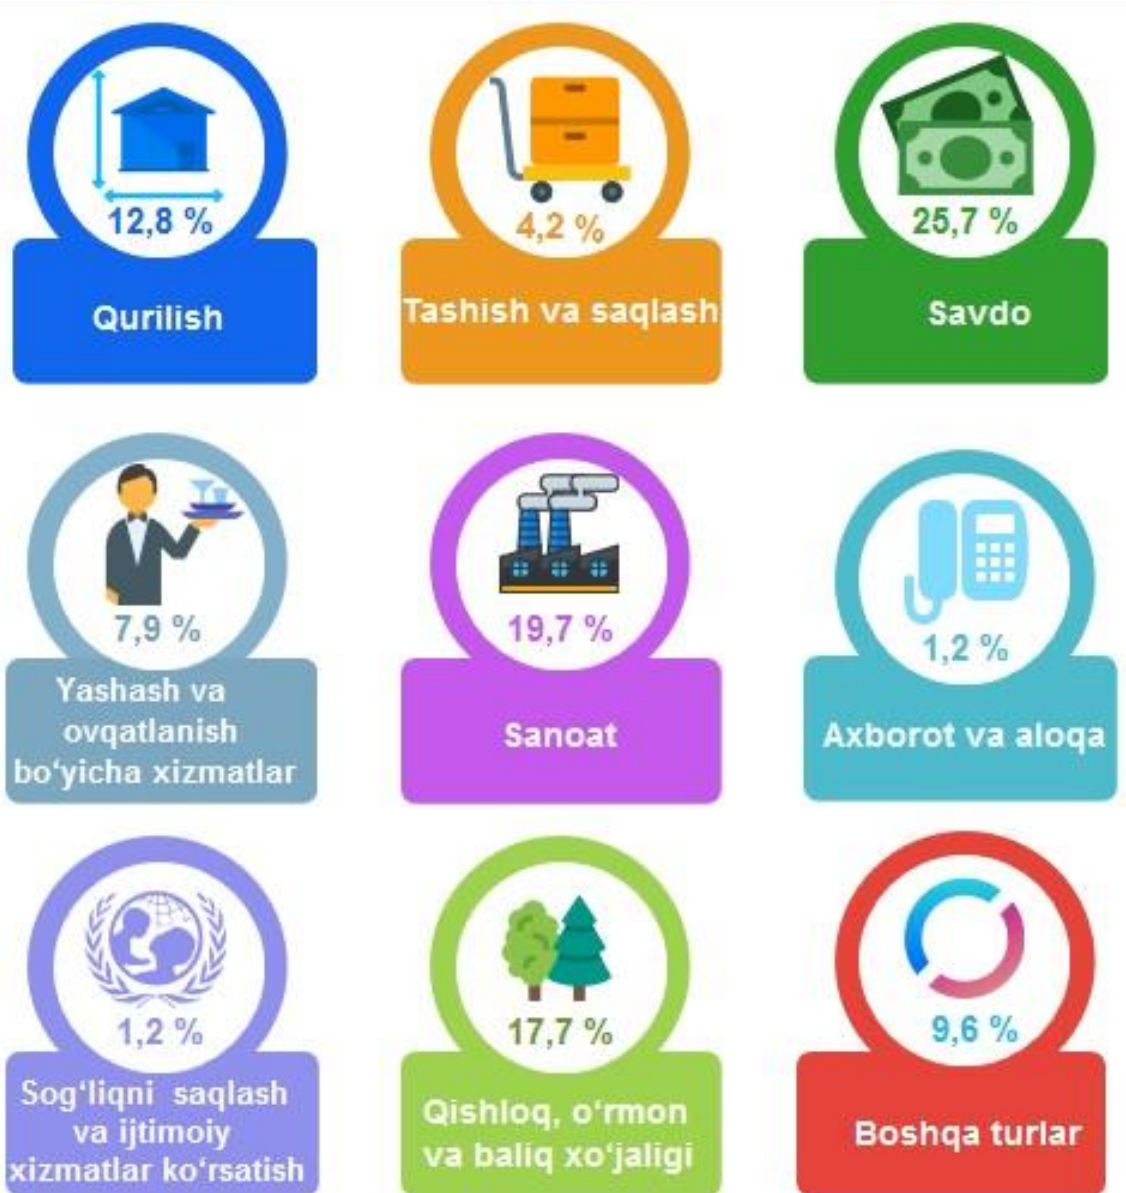 12,8 %
Qurilish
4,2 %
Tashish va saqlash
25,7 %
Savdo
7,9 %
Yashash va
ovqatlanish
bo‘yicha xizmatlar
19,7 %
Sanoat
1,2 %
Axborot va aloqa
1,2 %
Sog‘liqni saqlash
va ijtimoiy
xizmatlar ko‘rsatish
17,7 %
Qishloq, o‘rmon
va baliq xo‘jaligi
9,6 %
Boshqa turlar